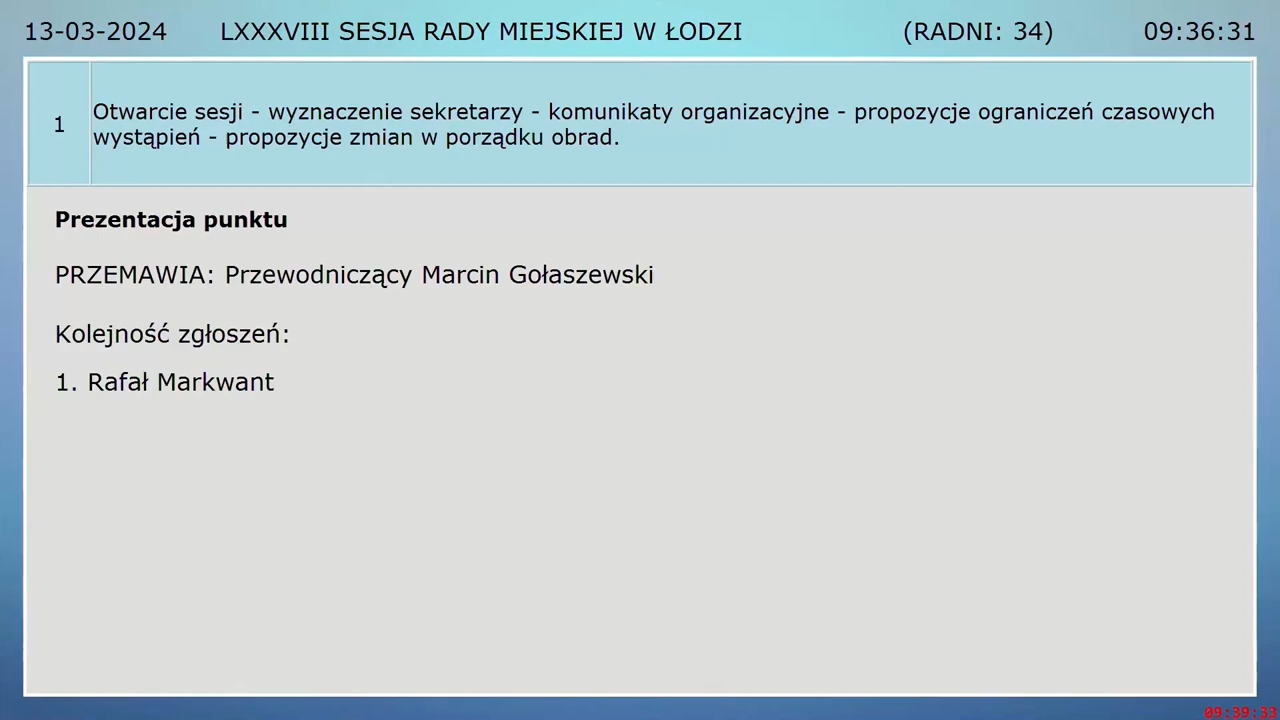 13-03-2024 LXXXVIII SESJA RADY MIEJSKIEJ W ŁODZI (RADNI: 34) 09:36:31
1 Otwarcie sesji - wyznaczenie sekretarzy - komunikaty organizacyjne - propozycje ograniczeń czasowych
wystąpień - propozycje zmian w porządku obrad.
Prezentacja punktu
PRZEMAWIA: Przewodniczący Marcin Gołaszewski
Kolejność zgłoszeń:
1. Rafał Markwant
09:39:33